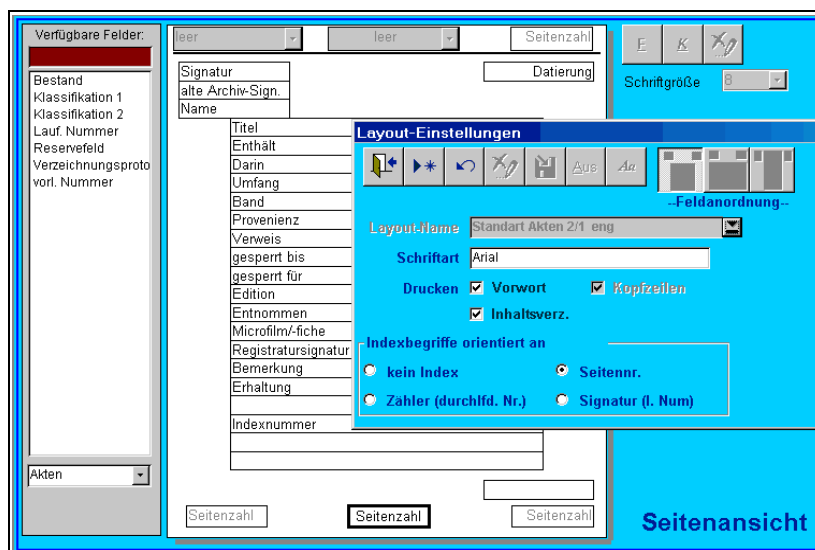 Verfügbare Felder:
Bestand
Klassifikation 1
Klassifikation 2
Lauf. Nummer
Reservefeld
Verzeichnungsproto
vorl. Nummer
Akten
leer
leer
Seitenzahl
Signatur
Datierung
alte Archiv-Sign.
Name
Titel
Enthält
Darin
Umfang
Band
Provenienz
Verweis
gesperrt bis
gesperrt für
Edition
Entnommen
Microfilm/-fiche
Registratursignatur
Bemerkung
Erhaltung
Indexnummer
Seitenzahl
Seitenzahl
Seitenzahl
F K
Schriftgröße 8
Layout-Einstellungen
Aus Aa
--Feldanordnung--
Layout-Name Standart Akten 2/1 eng
Schriftart Arial
Drucken Vorwort Kopfzeilen
Inhaltsverz.
Indexbegriffe orientiert an
kein Index Seitennr.
Zähler (durchlfd. Nr.) Signatur (l. Num)
Seitenansicht